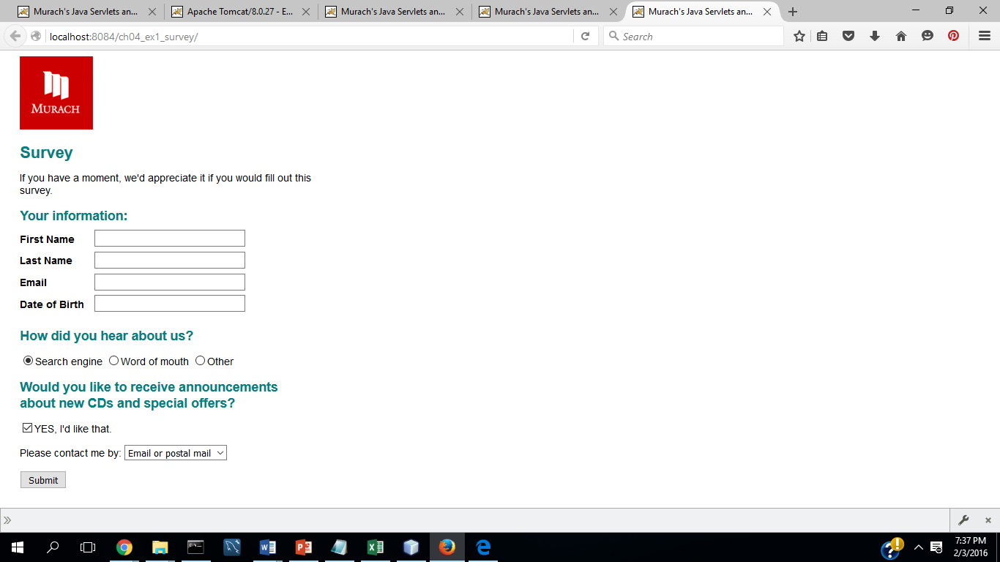 Murach's Java Servlets an...
Apache Tomcat/8.0.27 - E...
Murach's Java Servlets an...
Murach's Java Servlets an...
Murach's Java Servlets an...
localhost:8084/ch04_ex1_survey/
Search
MURACH
Survey
If you have a moment, we'd appreciate it if you would fill out this
survey.
Your information:
First Name
Last Name
Email
Date of Birth
How did you hear about us?
Search engine Word of mouth Other
Would you like to receive announcements
about new CDs and special offers?
YES, I'd like that.
Please contact me by: Email or postal mail
Submit
7:37 PM
2/3/2016